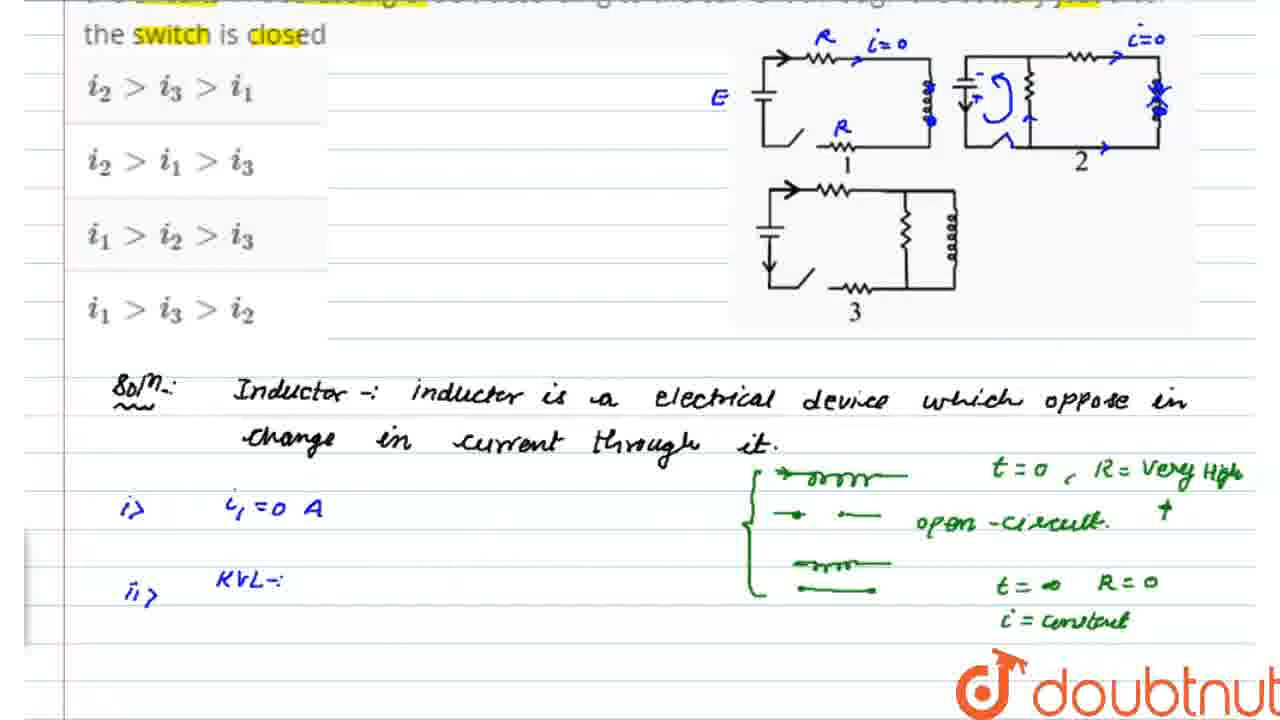 the switch is closed
i₂ > i₃ > i₁
i₂ > i₁ > i₃
i₁ > i₂ > i₃
i₁ > i₃ > i₂
R i=0
E
R
1
i=0
- +
2
3
Soln:- Inductor -: inductor is a electrical device which oppose in
change in current through it.
t=0, R= Very High
open-circuit. ↑
t=∞ R=0
i = constant
i> i₁ = 0 A
ii> KVL-:
doubtnut